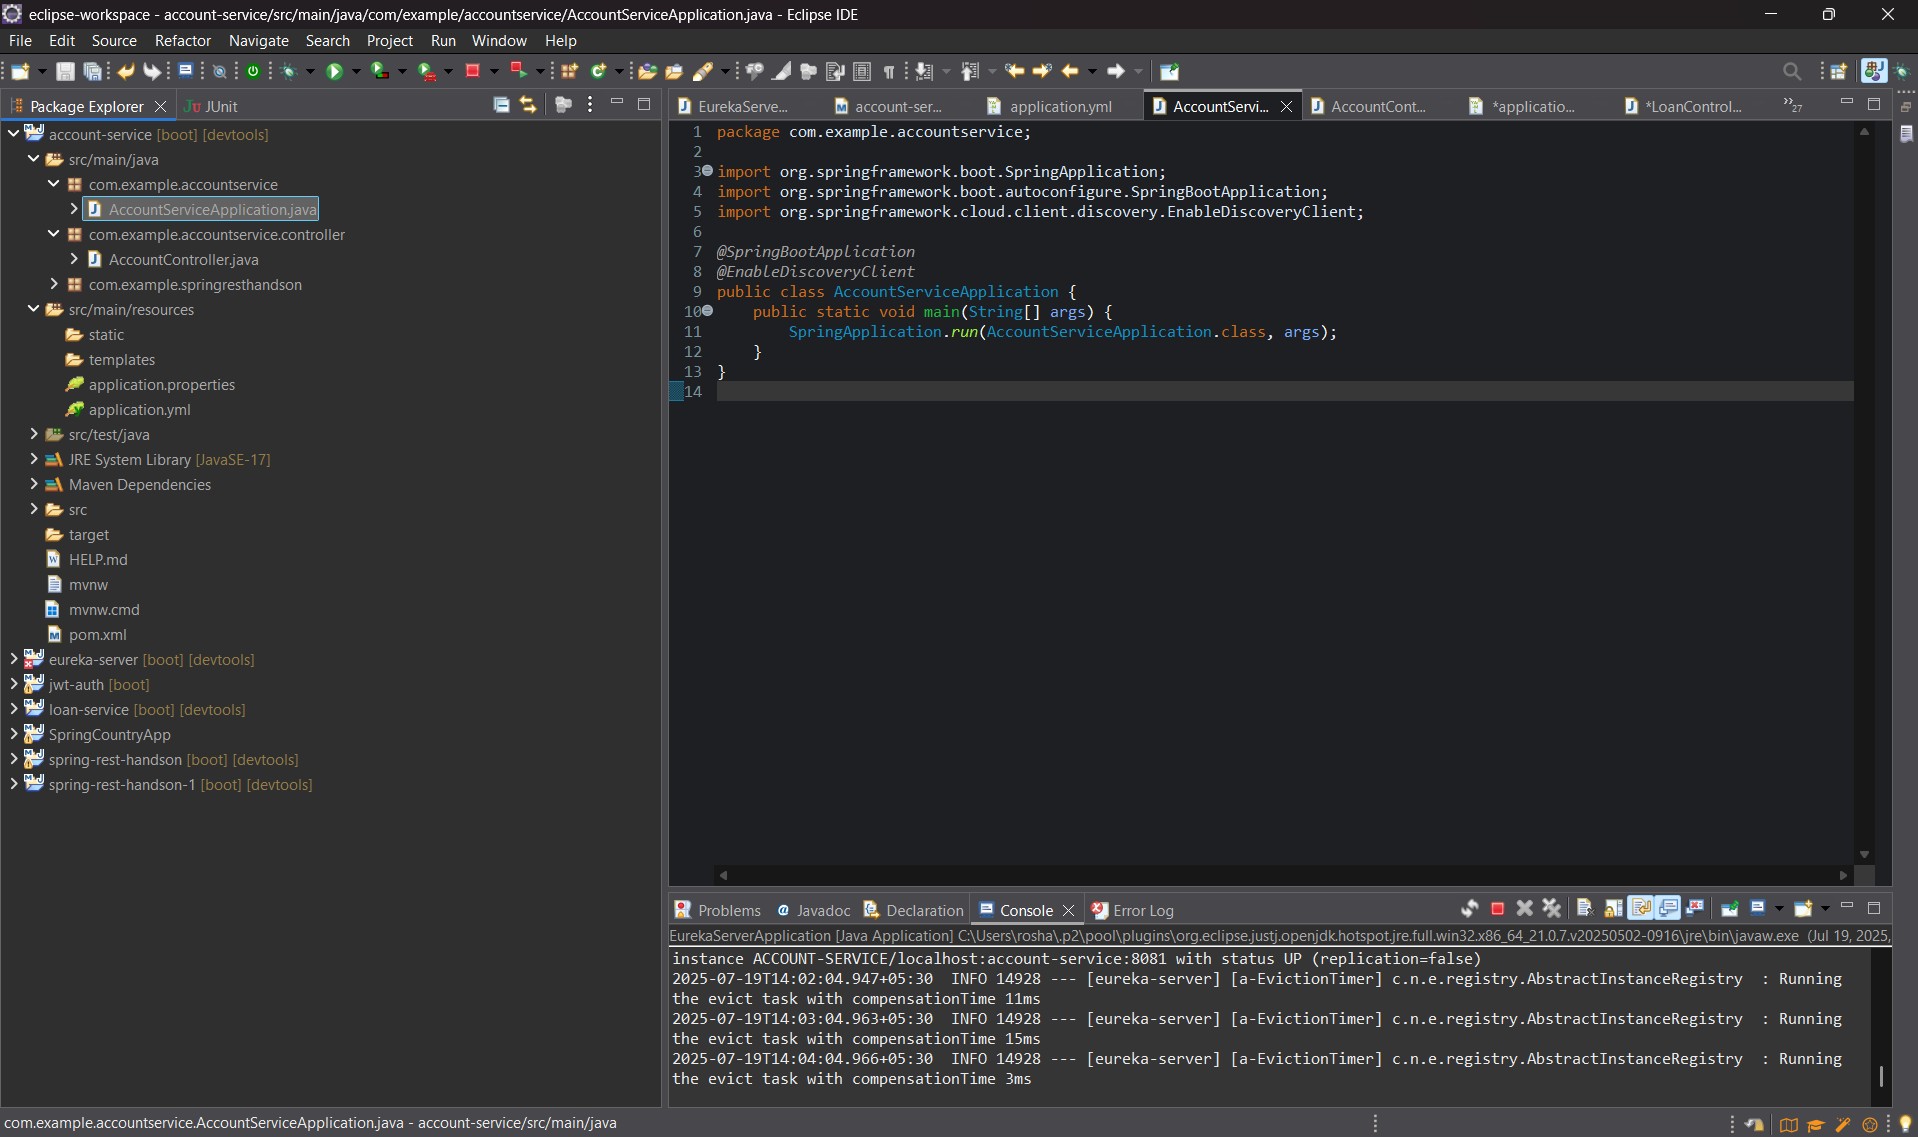 eclipse-workspace - account-service/src/main/java/com/example/accountservice/AccountServiceApplication.java - Eclipse IDE
File Edit Source Refactor Navigate Search Project Run Window Help
Package Explorer
JUnit
account-service [boot] [devtools]
src/main/java
com.example.accountservice
AccountServiceApplication.java
com.example.accountservice.controller
AccountController.java
com.example.springresthandson
src/main/resources
static
templates
application.properties
application.yml
src/test/java
JRE System Library [JavaSE-17]
Maven Dependencies
src
target
HELP.md
mvnw
mvnw.cmd
pom.xml
eureka-server [boot] [devtools]
jwt-auth [boot]
loan-service [boot] [devtools]
SpringCountryApp
spring-rest-handson [boot] [devtools]
spring-rest-handson-1 [boot] [devtools]
EurekaServe... account-ser... application.yml AccountServi... AccountCont... *applicatio... *LoanControl... »27
1 package com.example.accountservice;
2
3 import org.springframework.boot.SpringApplication;
4 import org.springframework.boot.autoconfigure.SpringBootApplication;
5 import org.springframework.cloud.client.discovery.EnableDiscoveryClient;
6
7 @SpringBootApplication
8 @EnableDiscoveryClient
9 public class AccountServiceApplication {
10 public static void main(String[] args) {
11 SpringApplication.run(AccountServiceApplication.class, args);
12 }
13 }
14
Problems Javadoc Declaration Console Error Log
EurekaServerApplication [Java Application] C:\Users\rosha\.p2\pool\plugins\org.eclipse.justj.openjdk.hotspot.jre.full.win32.x86_64_21.0.7.v20250502-0916\jre\bin\javaw.exe (Jul 19, 2025,
instance ACCOUNT-SERVICE/localhost:account-service:8081 with status UP (replication=false)
2025-07-19T14:02:04.947+05:30 INFO 14928 --- [eureka-server] [a-EvictionTimer] c.n.e.registry.AbstractInstanceRegistry : Running
the evict task with compensationTime 11ms
2025-07-19T14:03:04.963+05:30 INFO 14928 --- [eureka-server] [a-EvictionTimer] c.n.e.registry.AbstractInstanceRegistry : Running
the evict task with compensationTime 15ms
2025-07-19T14:04:04.966+05:30 INFO 14928 --- [eureka-server] [a-EvictionTimer] c.n.e.registry.AbstractInstanceRegistry : Running
the evict task with compensationTime 3ms
com.example.accountservice.AccountServiceApplication.java - account-service/src/main/java